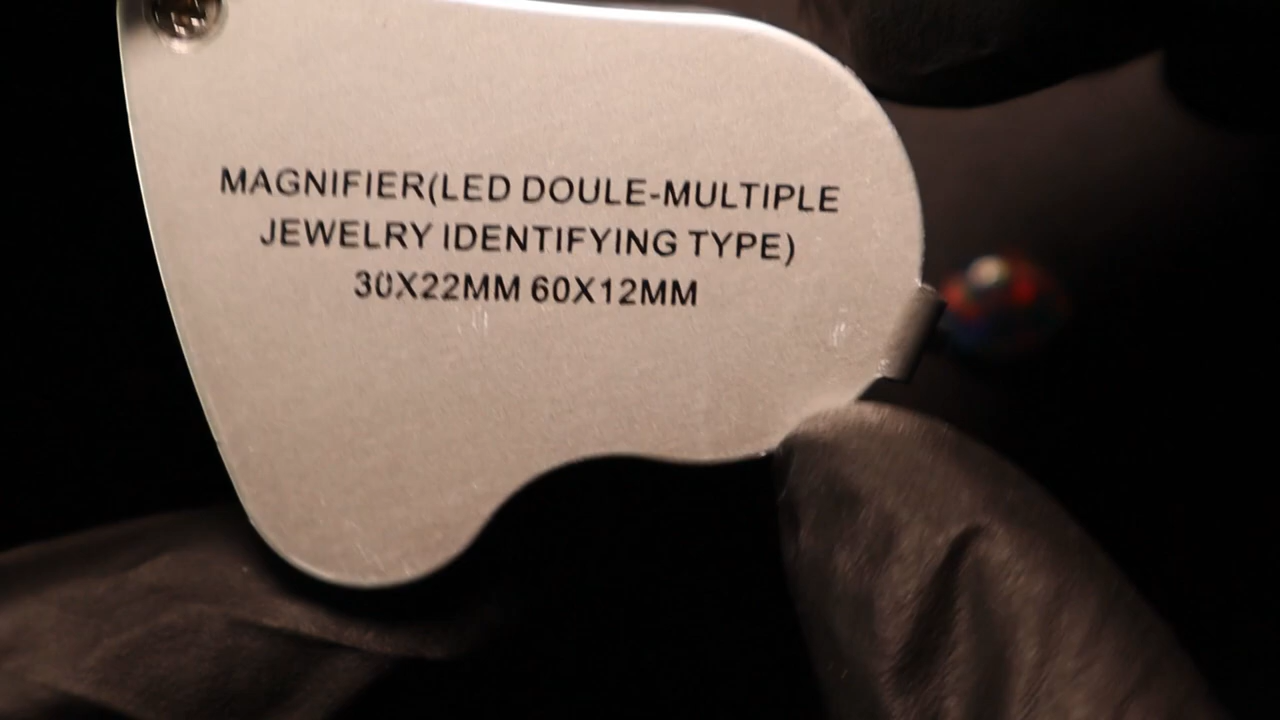 MAGNIFIER(LED DOULE-MULTIPLE
JEWELRY IDENTIFYING TYPE)
30X22MM 60X12MM